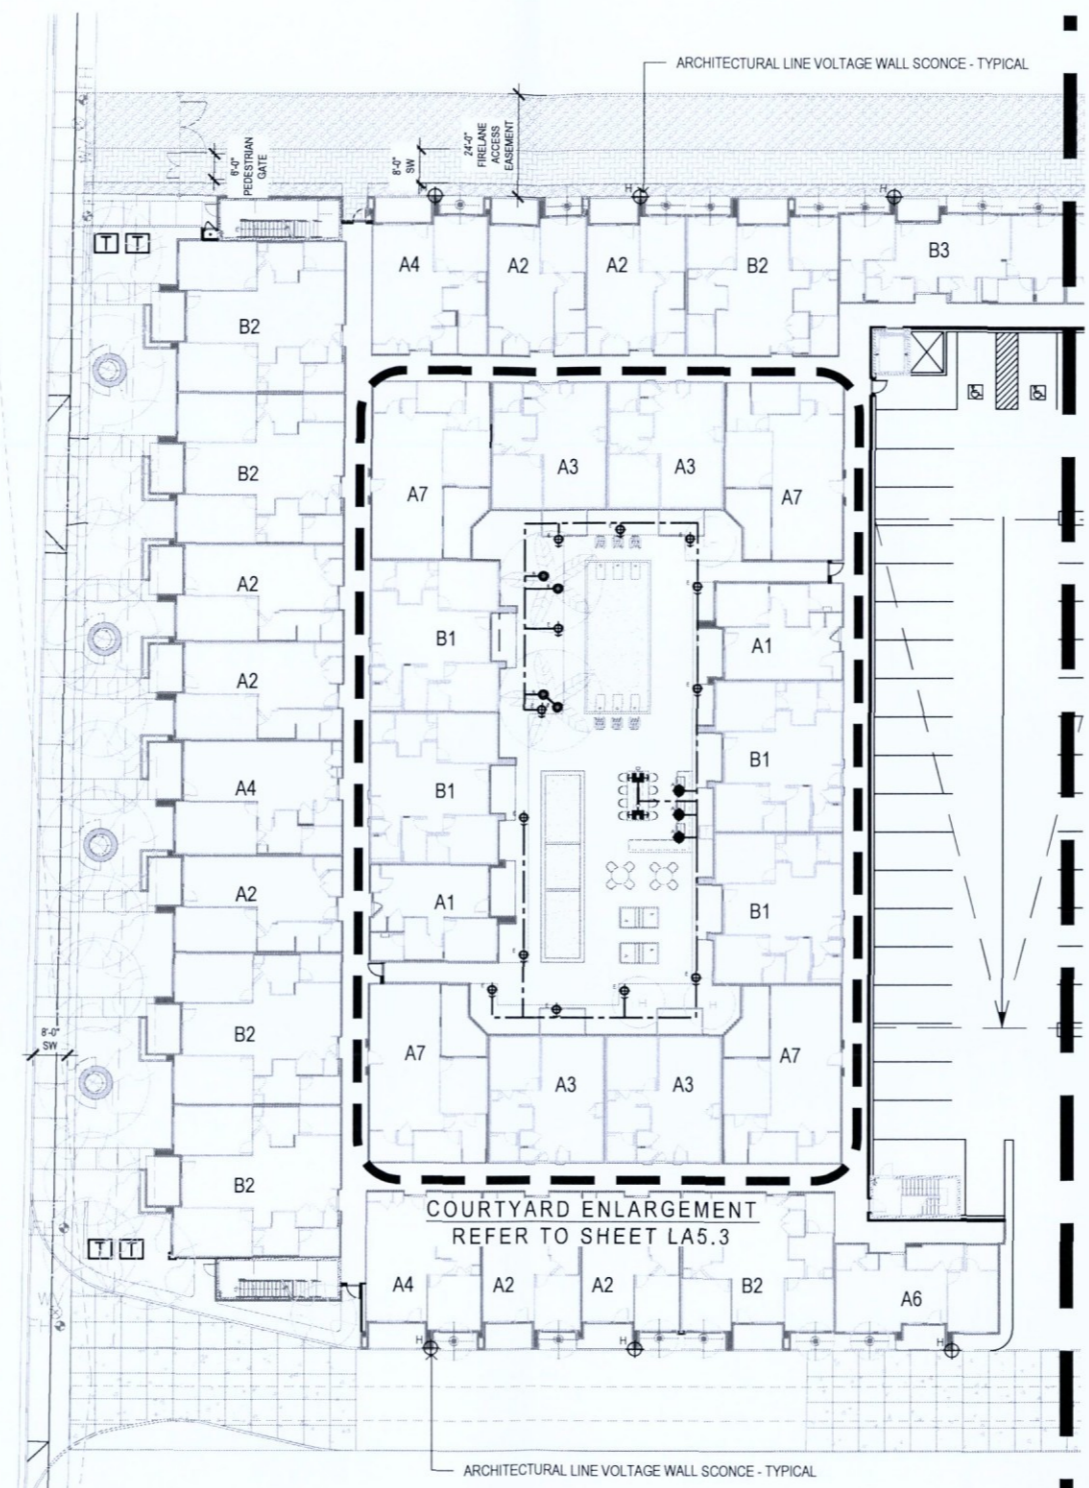 ARCHITECTURAL LINE VOLTAGE WALL SCONCE - TYPICAL
6'-0"
PEDESTRIAN
GATE
8'-0"
SW
24'-0"
FIRELANE
ACCESS
EASEMENT
H
H
H
T T
A4
A2
A2
B2
B3
B2
B2
A2
A2
A4
A2
B2
B2
A7
A3
A3
A7
B1
A1
B1
B1
A1
B1
A7
A3
A3
A7
8'-0"
SW
T T
COURTYARD ENLARGEMENT
REFER TO SHEET LA5.3
A4
A2
A2
B2
A6
H
H
H
ARCHITECTURAL LINE VOLTAGE WALL SCONCE - TYPICAL